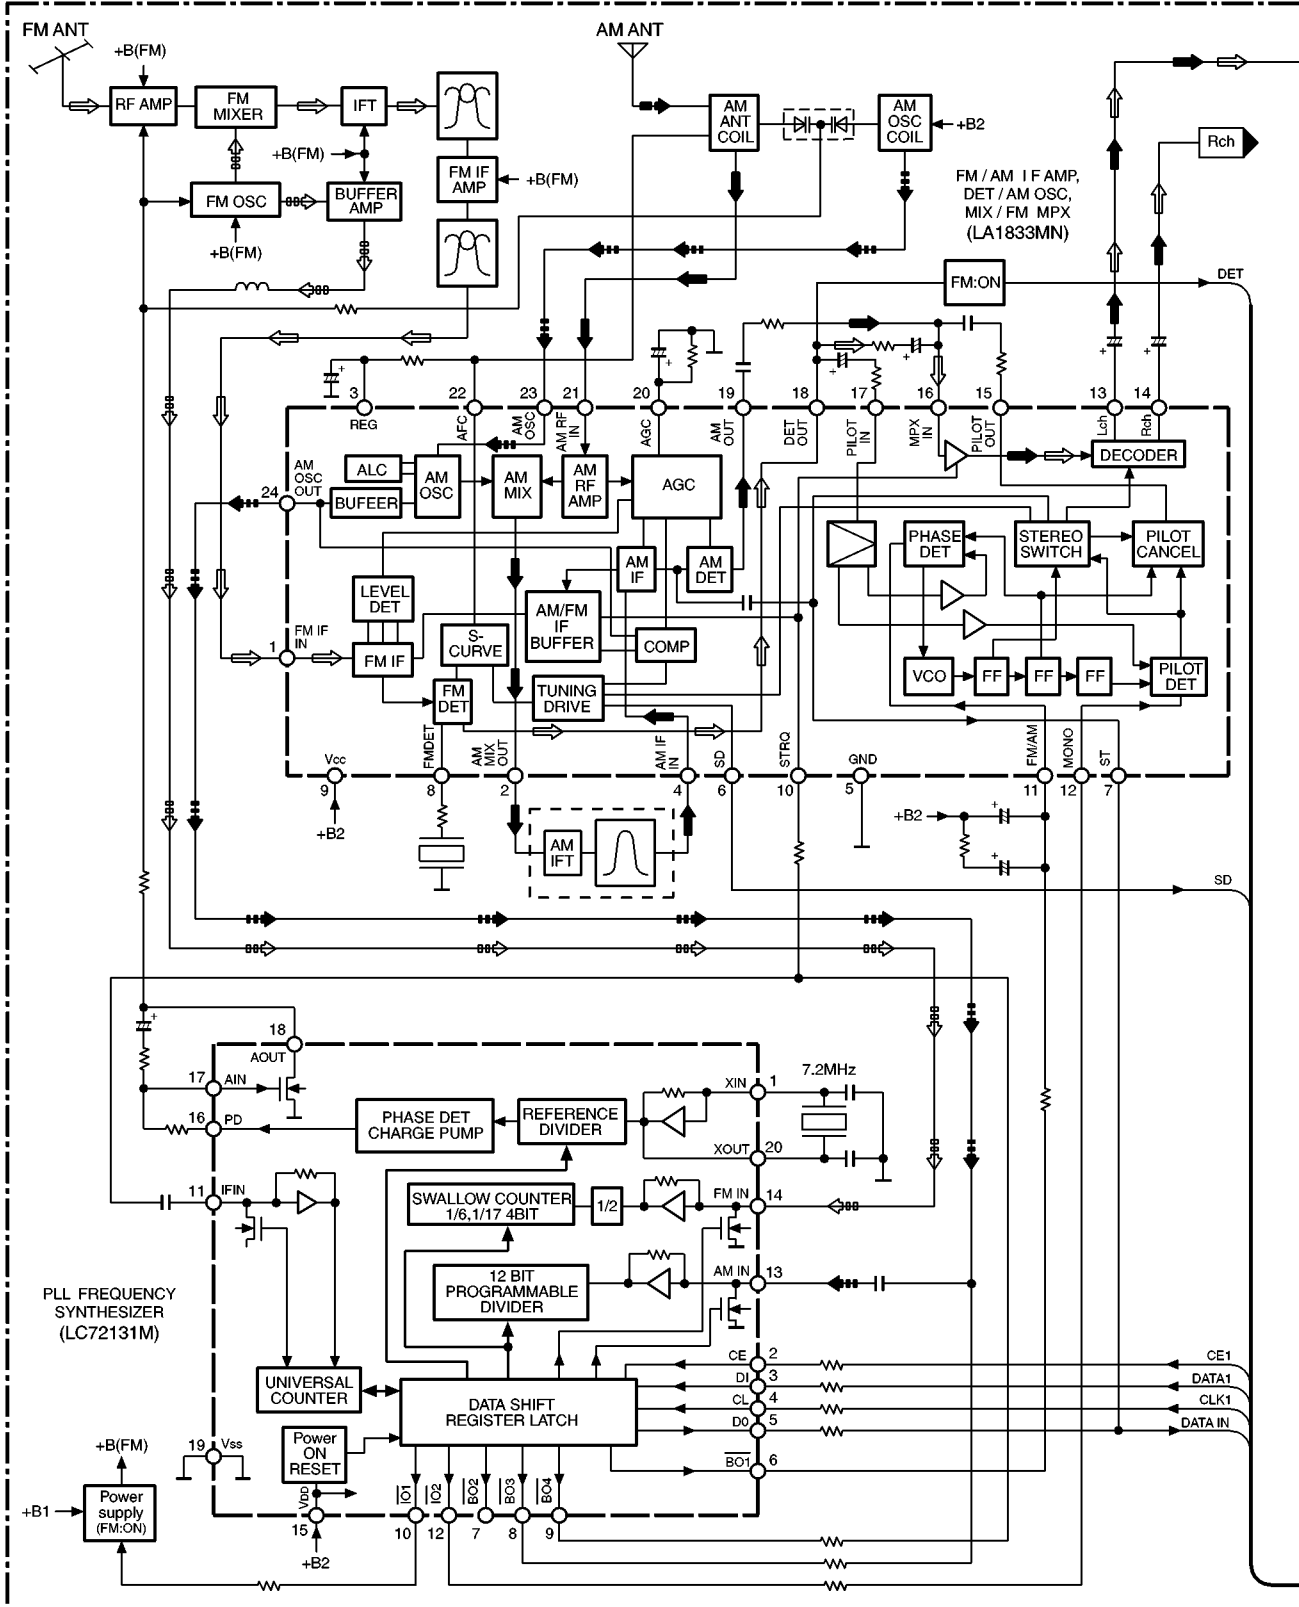 FM ANT
+B(FM)
RF AMP
FM
MIXER
IFT
+B(FM)
FM OSC
+B(FM)
BUFFER
AMP
FM IF
AMP
+B(FM)
AM ANT
AM
ANT
COIL
AM
OSC
COIL
+B2
FM / AM I F AMP,
DET / AM OSC,
MIX / FM MPX
(LA1833MN)
Rch
FM:ON
DET
3
22
23
21
20
19
18
17
16
15
13
14
REG
AFC
AM
OSC
AM RF
IN
AGC
AM
OUT
DET
OUT
PILOT
IN
MPX
IN
PILOT
OUT
Lch
Rch
AM
OSC
OUT
24
ALC
BUFEER
AM
OSC
AM
MIX
AM
RF
AMP
AGC
DECODER
PHASE
DET
STEREO
SWITCH
PILOT
CANCEL
AM
IF
AM
DET
LEVEL
DET
AM/FM
IF
BUFFER
S-
CURVE
COMP
1
FM IF
IN
FM IF
FM
DET
TUNING
DRIVE
VCO
FF
FF
FF
PILOT
DET
Vcc
9
+B2
FMDET
8
AM
MIX
OUT
2
AM IF
IN
4
SD
6
STRQ
10
GND
5
FM/AM
11
MONO
12
ST
7
AM
IFT
+B2
SD
18
AOUT
17
AIN
16
PD
PHASE DET
CHARGE PUMP
REFERENCE
DIVIDER
XIN
1
7.2MHz
XOUT
20
11
IFIN
SWALLOW COUNTER
1/6,1/17 4BIT
1/2
FM IN
14
12 BIT
PROGRAMMABLE
DIVIDER
AM IN
13
PLL FREQUENCY
SYNTHESIZER
(LC72131M)
UNIVERSAL
COUNTER
DATA SHIFT
REGISTER LATCH
CE
2
CE1
DI
3
DATA1
CL
4
CLK1
D0
5
DATA IN
BO1
6
Power
ON
RESET
19
Vss
+B(FM)
+B1
Power
supply
(FM:ON)
VDD
15
+B2
IO1
10
IO2
12
BO2
7
BO3
8
BO4
9